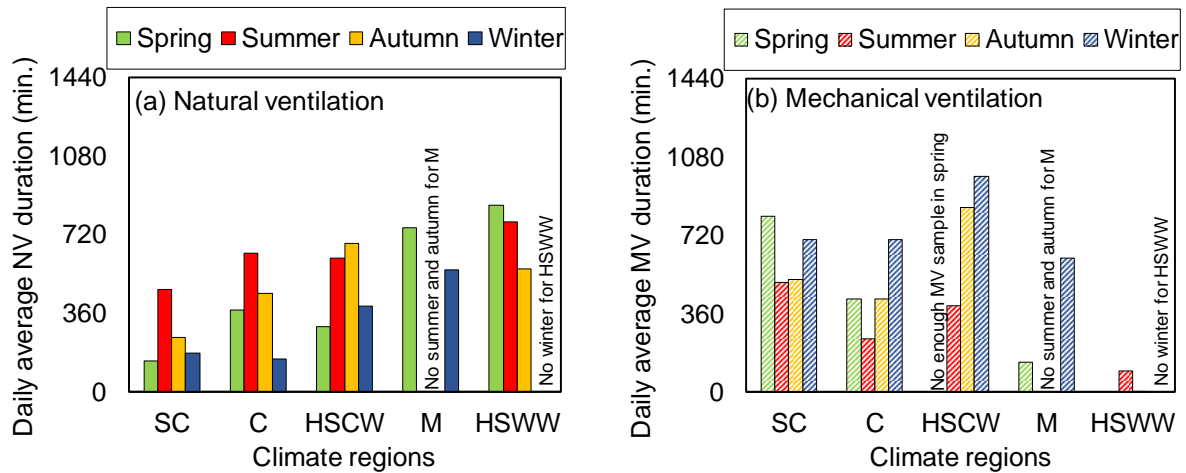 Spring Summer Autumn Winter
(a) Natural ventilation
Daily average NV duration (min.)
1440
1080
720
360
0
No summer and autumn for M
No winter for HSWW
SC C HSCW M HSWW
Climate regions
Spring Summer Autumn Winter
(b) Mechanical ventilation
Daily average MV duration (min.)
1440
1080
720
360
0
No enough MV sample in spring
No summer and autumn for M
No winter for HSWW
SC C HSCW M HSWW
Climate regions